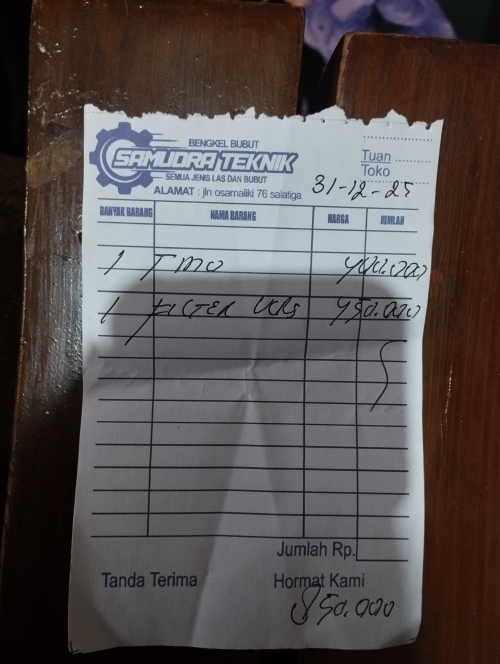 BENGKEL BUBUT
SAMUDRA TEKNIK
SEMUA JENIS LAS DAN BUBUT
ALAMAT : jln osamaliki 76 salatiga
Tuan
Toko
31-12-25
BANYAK BARANG NAMA BARANG HARGA JUMLAH
1 TMO 400.000
1 FILTER 450.000
Jumlah Rp.
Tanda Terima Hormat Kami
850.000